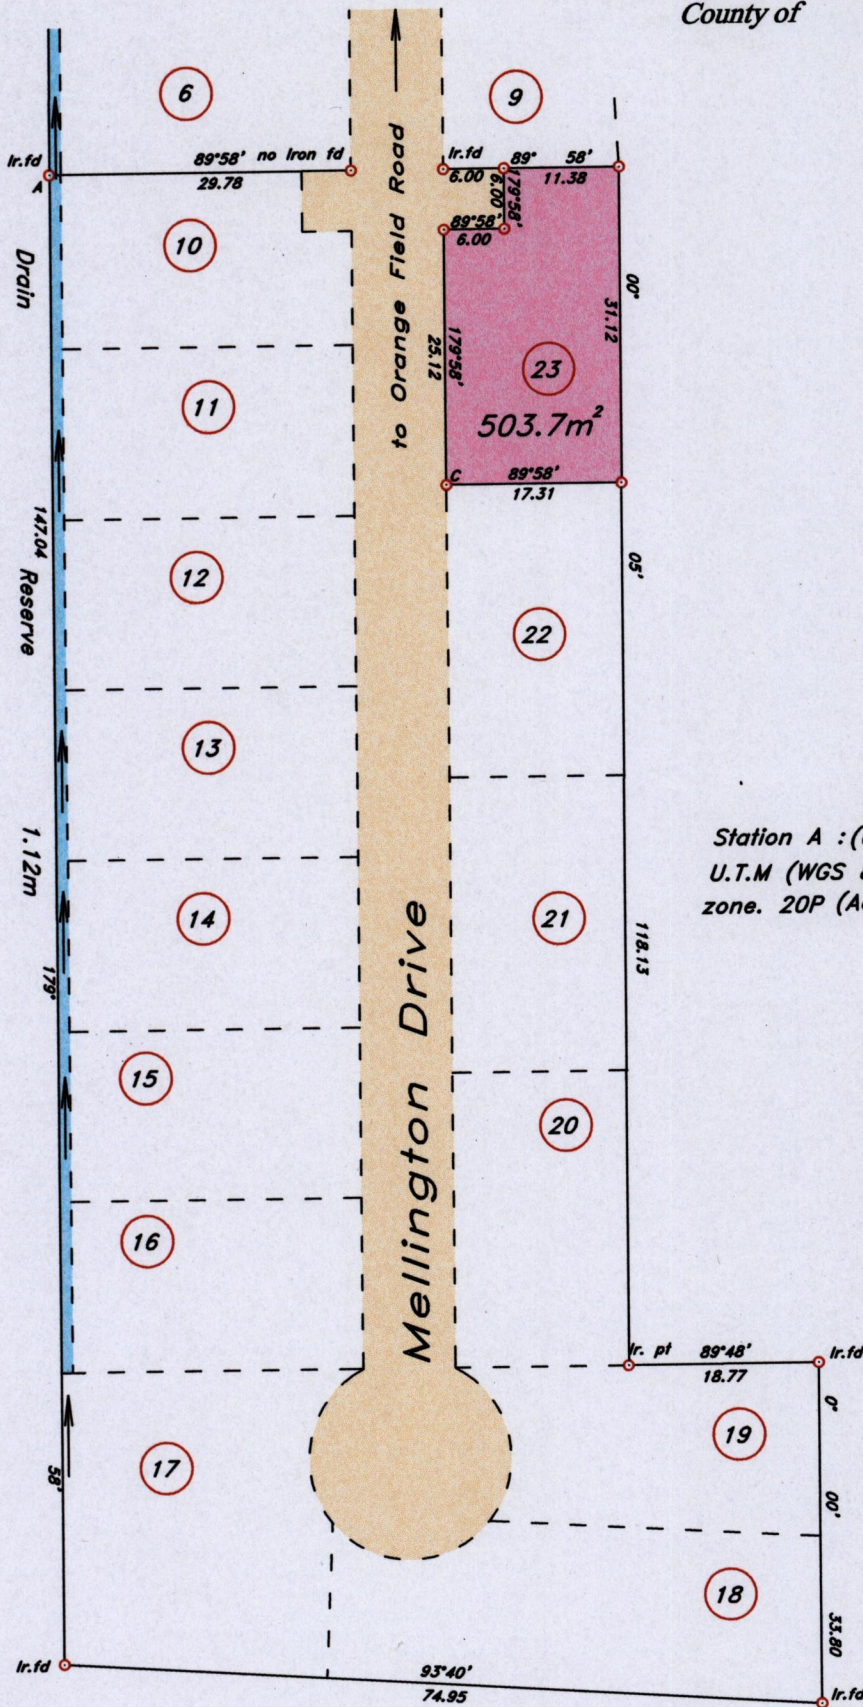 County of
6
9
Ir.fd
A
89°58'
no Iron fd
29.78
Ir.fd
6.00
89° 58'
11.38
6.00
179°58'
89°58'
6.00
10
Drain
to Orange Field Road
00°
31.12
179°58'
25.12
23
503.7m²
11
C
89°58'
17.31
147.04
Reserve
05'
12
22
13
1.12m
Station A :(
U.T.M (WGS
zone. 20P
14
21
118.13
179°
Mellington Drive
15
20
16
Ir. pt
89°48'
Ir.fd
18.77
0°
17
58'
19
00'
18
33.80
Ir.fd
93°40'
74.95
Ir.fd